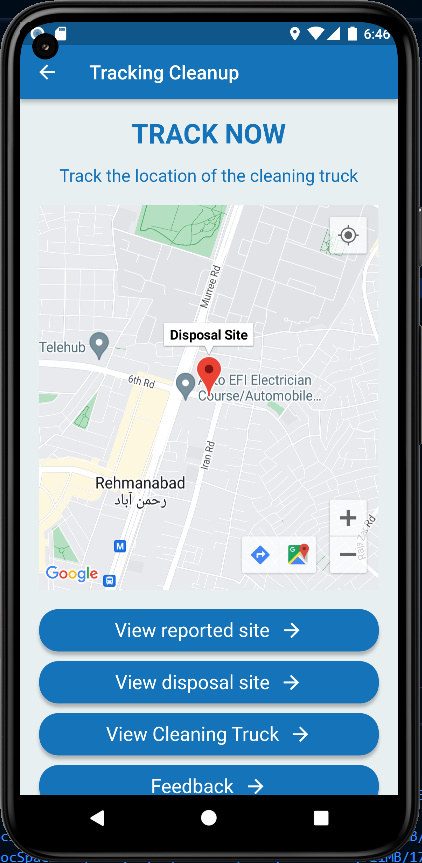 6:46
Tracking Cleanup
TRACK NOW
Track the location of the cleaning truck
Murree Rd
Disposal Site
Telehub
6th Rd
EFI Electrician
Course/Automobile...
Iran Rd
Rehmanabad
رحمن آباد
Rd
M
Google
View reported site
View disposal site
View Cleaning Truck
Feedback